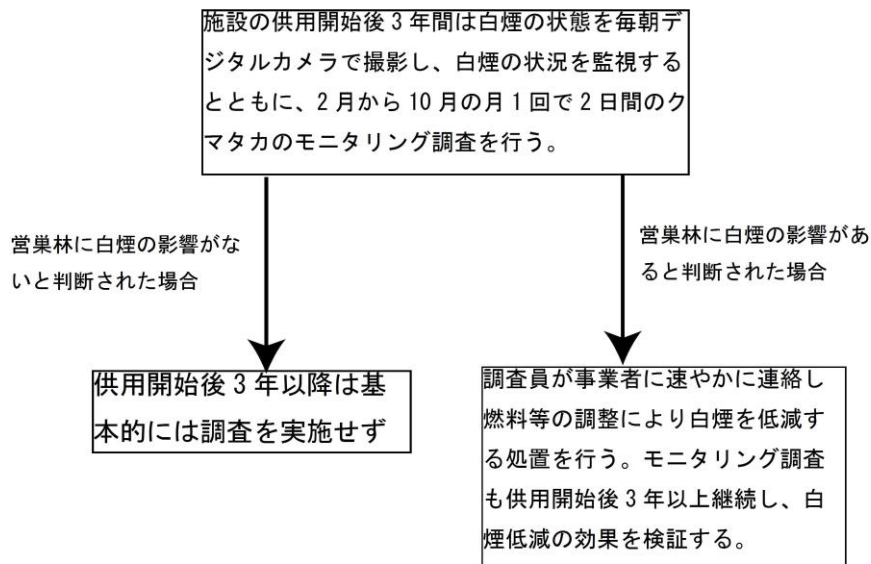 施設の供用開始後3年間は白煙の状態を毎朝デ
ジタルカメラで撮影し、白煙の状況を監視する
とともに、2月から10月の月1回で2日間のク
マタカのモニタリング調査を行う。
営巣林に白煙の影響がな
いと判断された場合
営巣林に白煙の影響があ
ると判断された場合
供用開始後3年以降は基
本的には調査を実施せず
調査員が事業者に速やかに連絡し
燃料等の調整により白煙を低減す
る処置を行う。モニタリング調査
も供用開始後3年以上継続し、白
煙低減の効果を検証する。